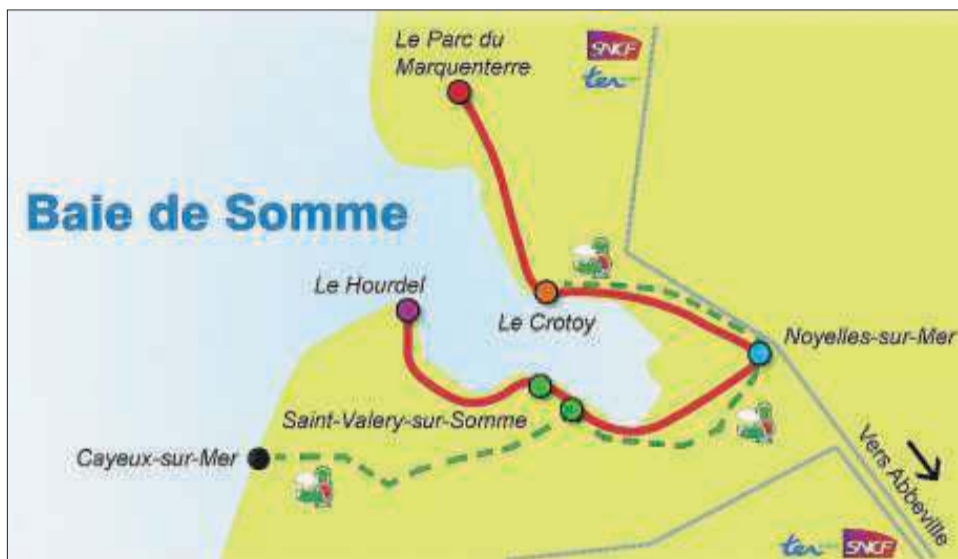 Le Parc du
Marquenterre
SNCF
ter
Baie de Somme
Le Hourdel
Le Crotoy
Noyelles-sur-Mer
Saint-Valery-sur-Somme
Cayeux-sur-Mer
Vers Abbeville
ter
SNCF